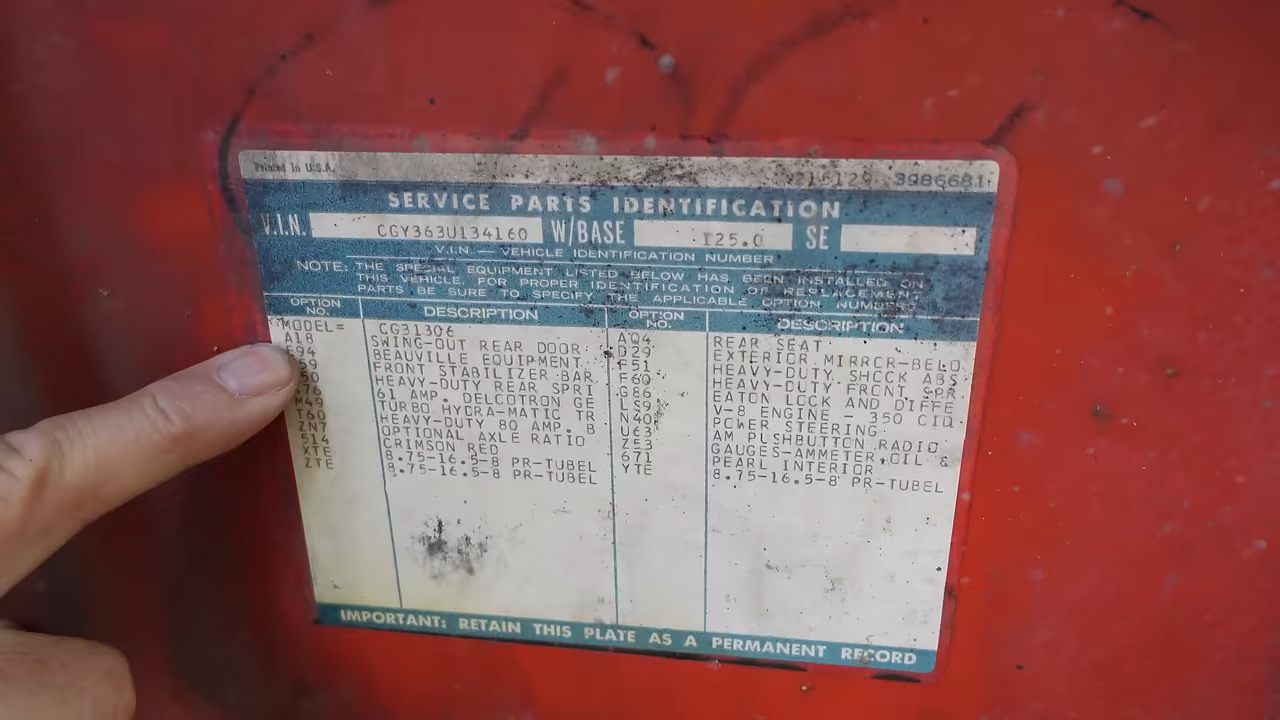 Printed in U.S.A. 216129 3986681
SERVICE PARTS IDENTIFICATION
V.I.N. CGY363U134160 W/BASE 125.0 SE
V.I.N. — VEHICLE IDENTIFICATION NUMBER
NOTE: THE SPECIAL EQUIPMENT LISTED BELOW HAS BEEN INSTALLED ON
THIS VEHICLE. FOR PROPER IDENTIFICATION OF REPLACEMENT
PARTS BE SURE TO SPECIFY THE APPLICABLE OPTION NUMBERS.
OPTION NO. DESCRIPTION OPTION NO. DESCRIPTION
MODEL= CG31306 AQ4 REAR SEAT
A18 SWING-OUT REAR DOOR D29 EXTERIOR MIRROR-BELO
E94 BEAUVILLE EQUIPMENT F51 HEAVY-DUTY SHOCK ABS
59 FRONT STABILIZER BAR F60 HEAVY-DUTY FRONT SPR
50 HEAVY-DUTY REAR SPRI G86 EATON LOCK AND DIFFE
76 61 AMP. DELCOTRON GE LS9 V-8 ENGINE - 350 CID
M49 TURBO HYDRA-MATIC TR N40 POWER STEERING
T60 HEAVY-DUTY 80 AMP. B U63 AM PUSHBUTTON RADIO
ZN7 OPTIONAL AXLE RATIO Z53 GAUGES-AMMETER,OIL &
514 CRIMSON RED 671 PEARL INTERIOR
XTE 8.75-16.5-8 PR-TUBEL YTE 8.75-16.5-8 PR-TUBEL
ZTE 8.75-16.5-8 PR-TUBEL
IMPORTANT: RETAIN THIS PLATE AS A PERMANENT RECORD